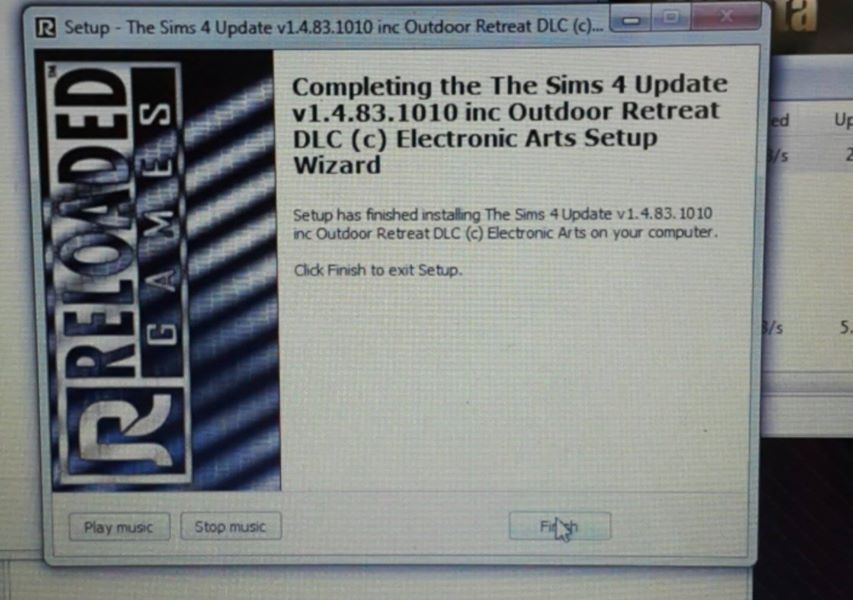 Setup - The Sims 4 Update v1.4.83.1010 inc Outdoor Retreat DLC (c)...
RELOADED
GAMES
Completing the The Sims 4 Update
v1.4.83.1010 inc Outdoor Retreat
DLC (c) Electronic Arts Setup
Wizard
Setup has finished installing The Sims 4 Update v1.4.83.1010
inc Outdoor Retreat DLC (c) Electronic Arts on your computer.
Click Finish to exit Setup.
Play music
Stop music
Finish
ed
Up
/s
2
/s
5.